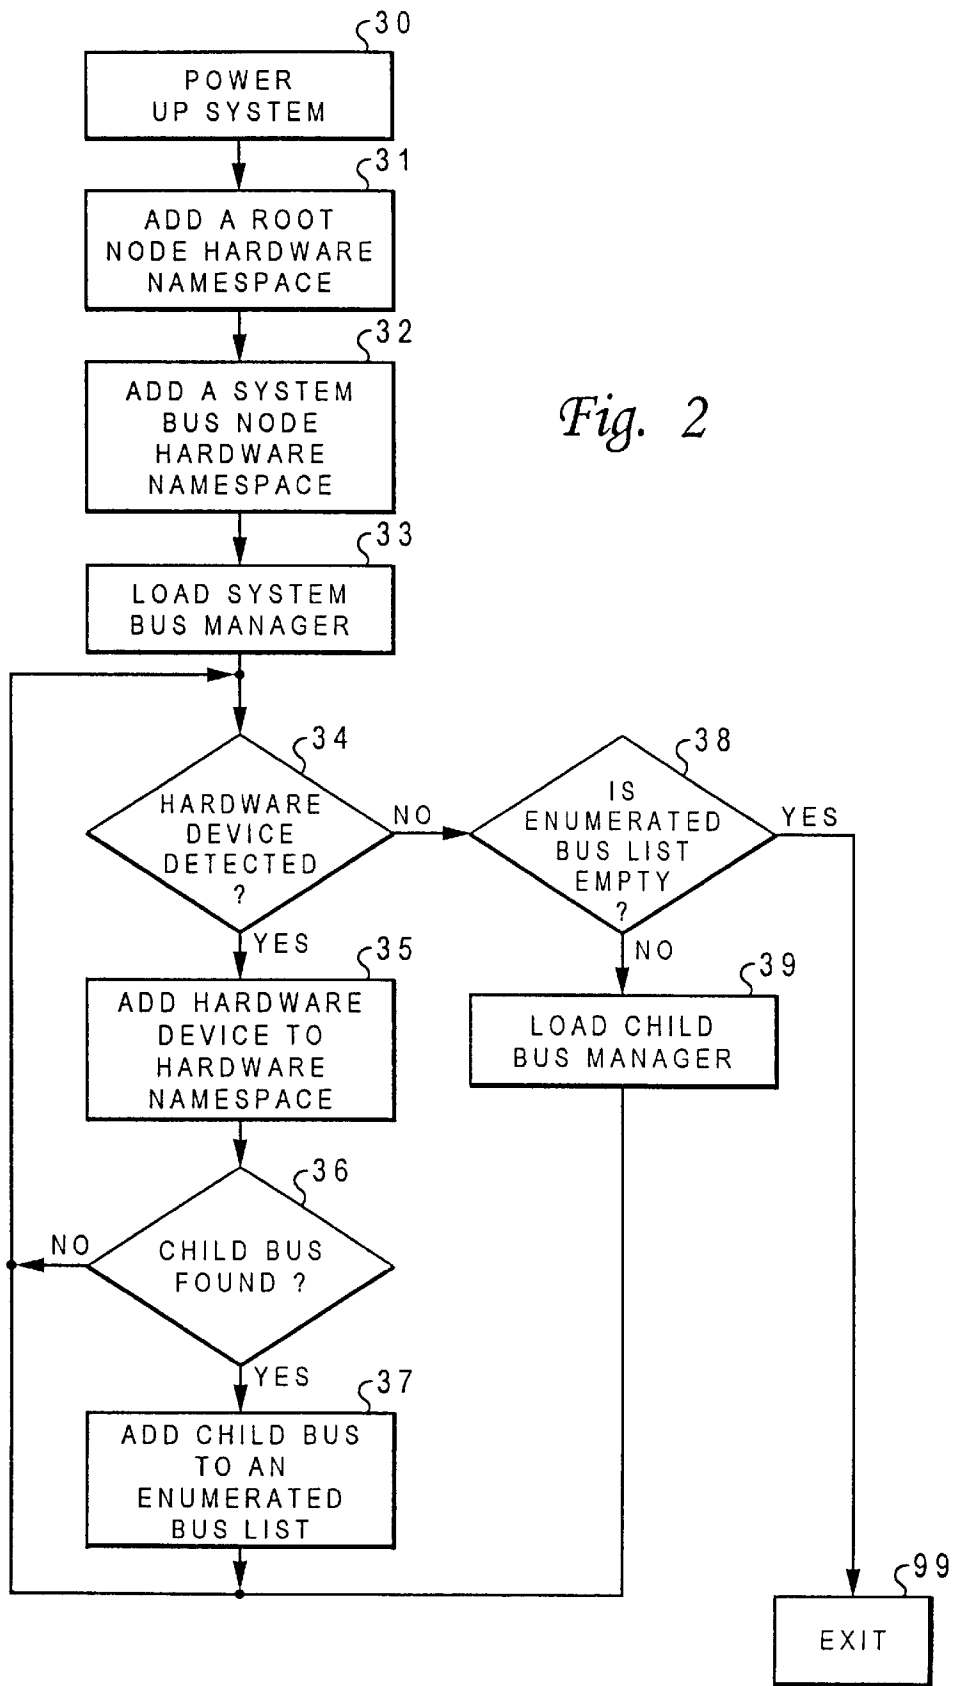 30
POWER
UP SYSTEM
31
ADD A ROOT
NODE HARDWARE
NAMESPACE
32
ADD A SYSTEM
BUS NODE
HARDWARE
NAMESPACE
Fig. 2
33
LOAD SYSTEM
BUS MANAGER
34
HARDWARE
DEVICE
DETECTED
?
NO
YES
38
IS
ENUMERATED
BUS LIST
EMPTY
?
YES
NO
35
ADD HARDWARE
DEVICE TO
HARDWARE
NAMESPACE
39
LOAD CHILD
BUS MANAGER
36
CHILD BUS
FOUND ?
NO
YES
37
ADD CHILD BUS
TO AN
ENUMERATED
BUS LIST
99
EXIT